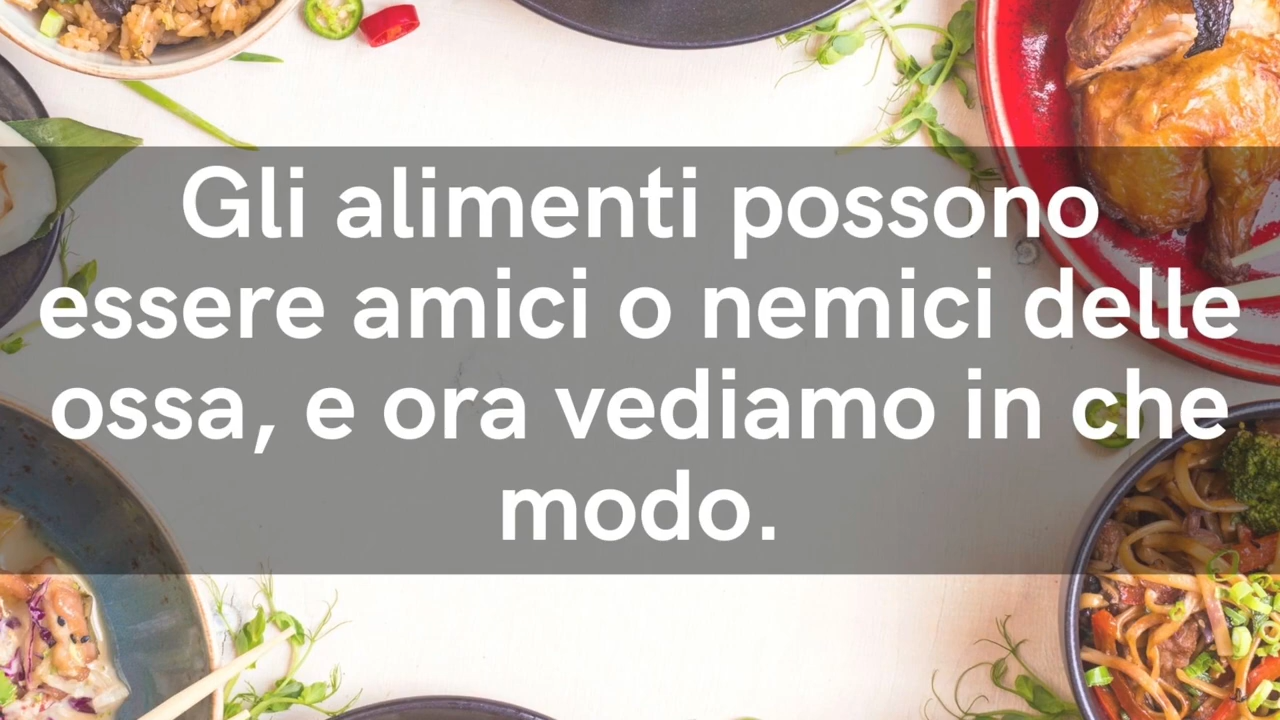 Gli alimenti possono
essere amici o nemici delle
ossa, e ora vediamo in che
modo.